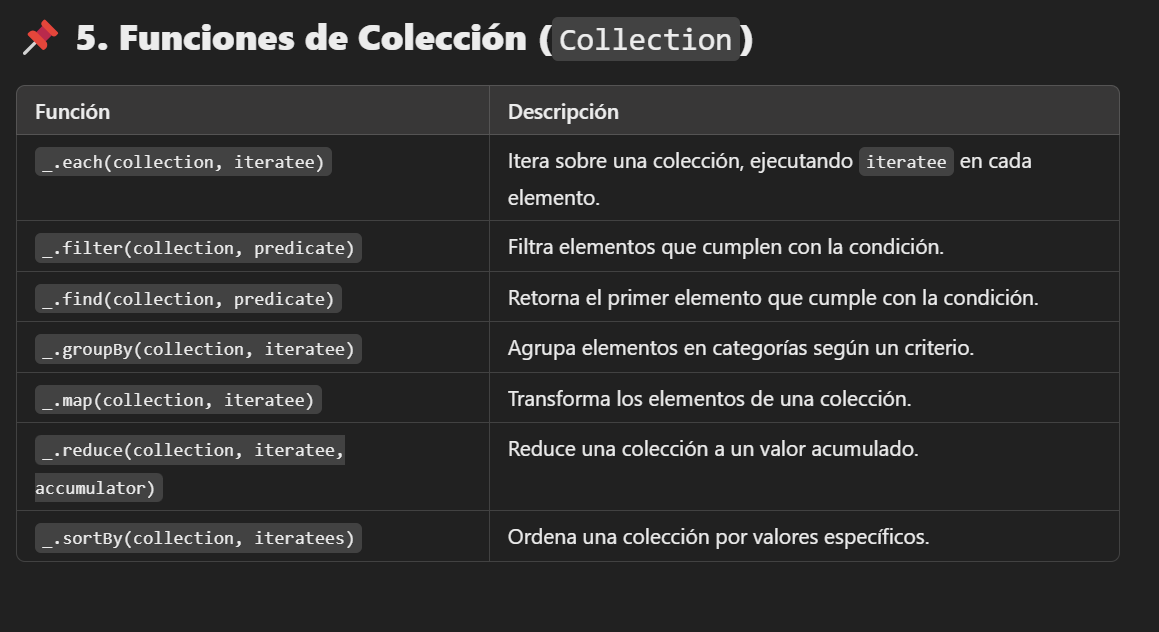 📌 5. Funciones de Colección (Collection)
Función Descripción
_.each(collection, iteratee) Itera sobre una colección, ejecutando iteratee en cada
elemento.
_.filter(collection, predicate) Filtra elementos que cumplen con la condición.
_.find(collection, predicate) Retorna el primer elemento que cumple con la condición.
_.groupBy(collection, iteratee) Agrupa elementos en categorías según un criterio.
_.map(collection, iteratee) Transforma los elementos de una colección.
_.reduce(collection, iteratee, Reduce una colección a un valor acumulado.
accumulator)
_.sortBy(collection, iteratees) Ordena una colección por valores específicos.